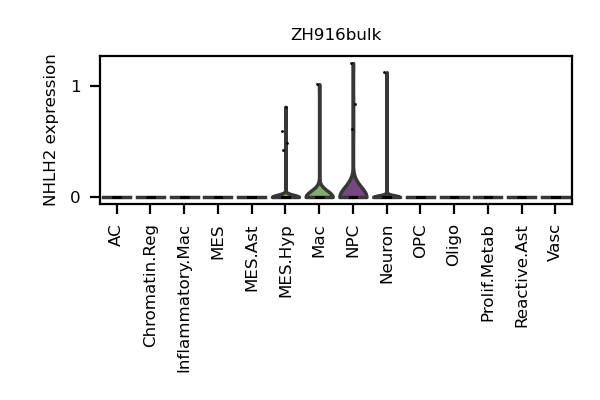 ZH916bulk
NHLH2 expression
1
0
AC
Chromatin.Reg
Inflammatory.Mac
MES
MES.Ast
MES.Hyp
Mac
NPC
Neuron
OPC
Oligo
Prolif.Metab
Reactive.Ast
Vasc